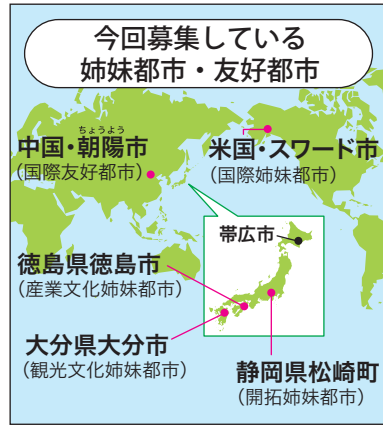 今回募集している
姉妹都市・友好都市
ちょうよう
中国・朝陽市
(国際友好都市)
米国・スワード市
(国際姉妹都市)
帯広市
徳島県徳島市
(産業文化姉妹都市)
大分県大分市
(観光文化姉妹都市)
静岡県松崎町
(開拓姉妹都市)